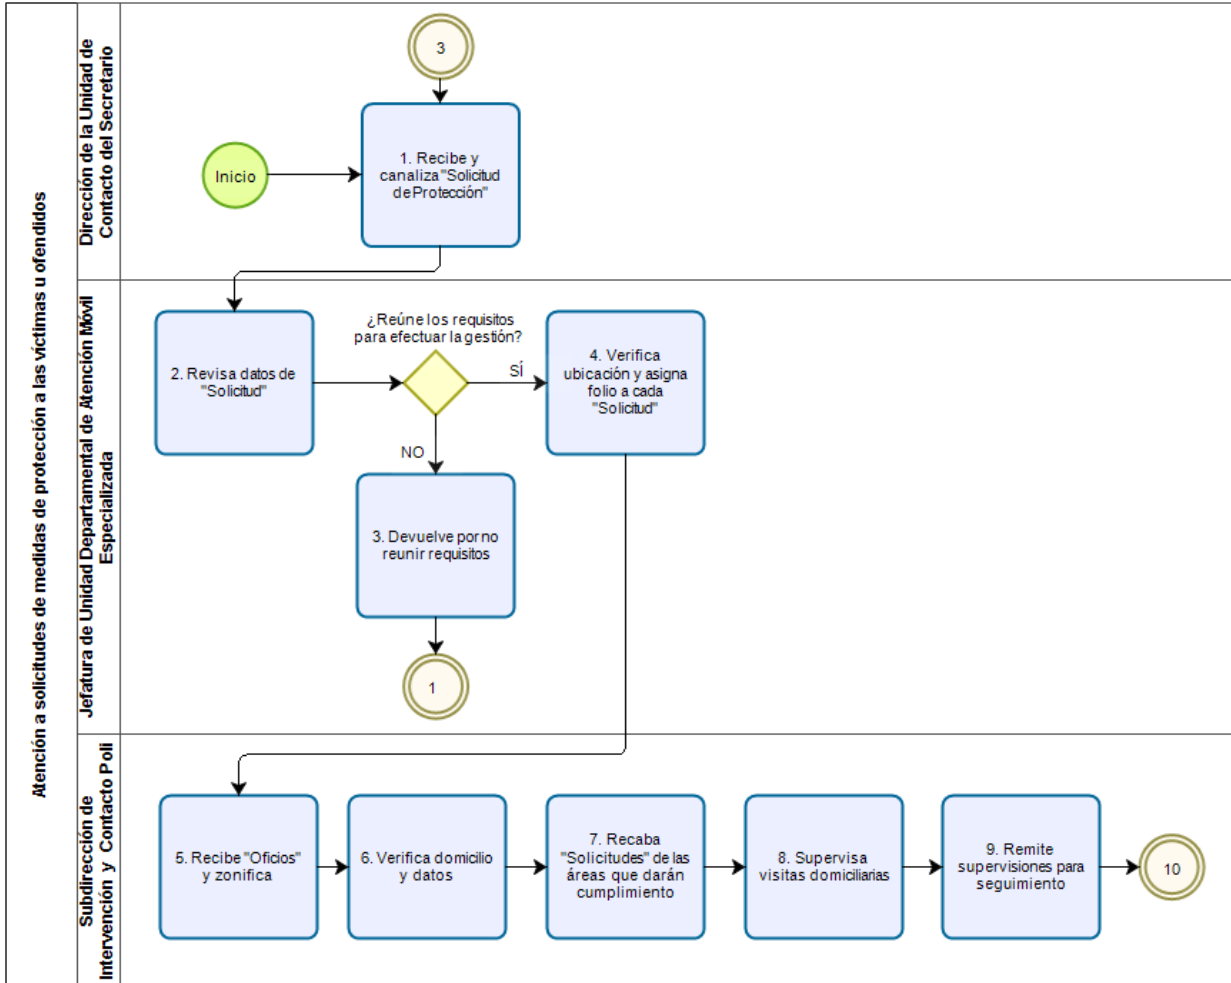 Atención a solicitudes de medidas de protección a las víctimas u ofendidos
Dirección de la Unidad de
Contacto del Secretario
3
Inicio
1. Recibe y
canaliza "Solicitud
de Protección"
Jefatura de Unidad Departamental de Atención Móvil
Especializada
2. Revisa datos de
"Solicitud"
¿Reúne los requisitos
para efectuar la gestión?
SÍ
NO
4. Verifica
ubicación y asigna
folio a cada
"Solicitud"
3. Devuelve por no
reunir requisitos
1
Subdirección de
Intervención y Contacto Poli
5. Recibe "Oficios"
y zonifica
6. Verifica domicilio
y datos
7. Recaba
"Solicitudes" de las
áreas que darán
cumplimiento
8. Supervisa
visitas domiciliarias
9. Remite
supervisiones para
seguimiento
10